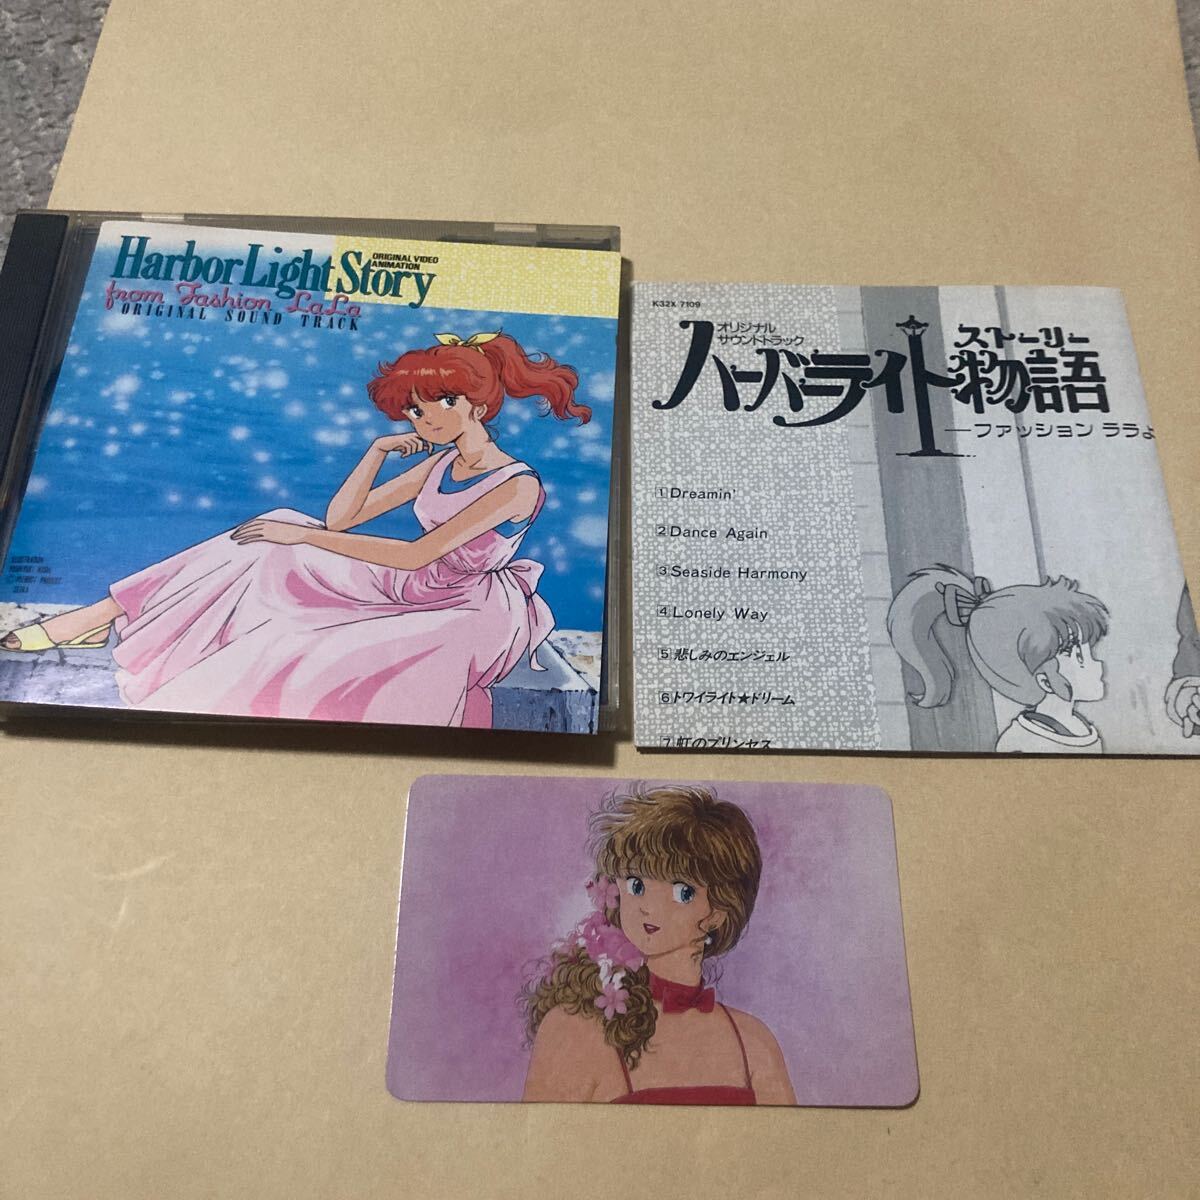 Harbor Light Story
ORIGINAL VIDEO
ANIMATION
from Fashion LaLa
ORIGINAL SOUND TRACK
ILLUSTRATION
K32X 7109
オリジナル
サウンドトラック
ハーバーライト物語
ストーリー
―ファッション ララよ
1 Dreamin'
2 Dance Again
3 Seaside Harmony
4 Lonely Way
5 悲しみのエンジェル
6 トワイライト★ドリーム
7 虹のプリンセス